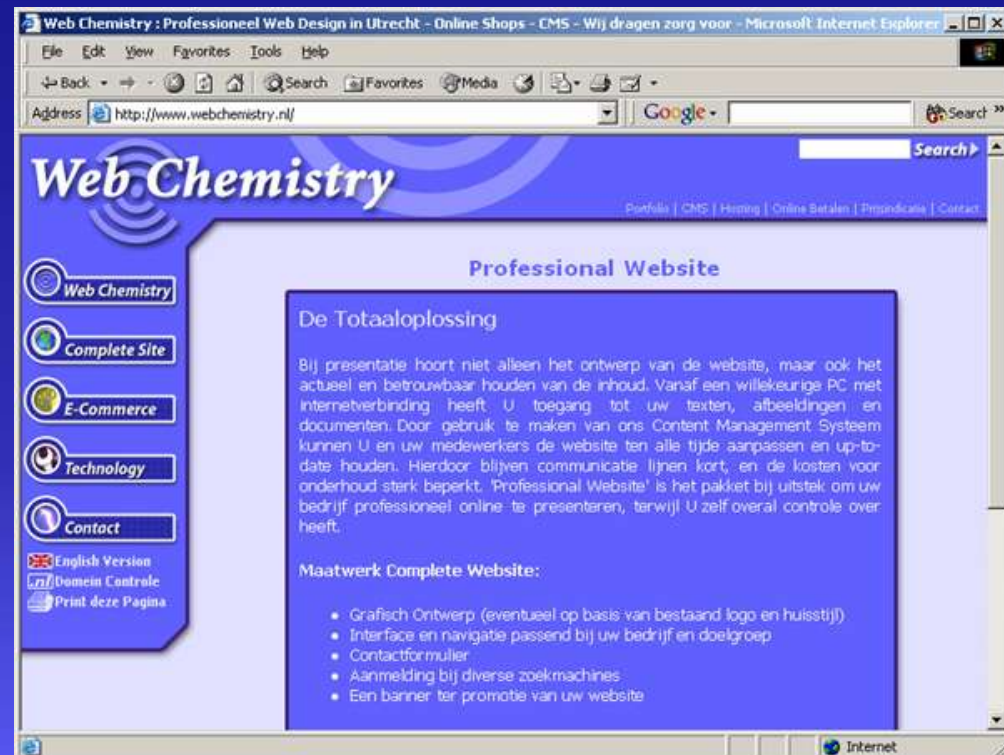 Web Chemistry : Professioneel Web Design in Utrecht - Online Shops - CMS - Wij dragen zorg voor - Microsoft Internet Explorer
File Edit View Favorites Tools Help
Back Search Favorites Media
Address http://www.webchemistry.nl/ Google Search »
Search
Web Chemistry
Portfolio | CMS | Hosting | Online Betalen | Prijsindicatie | Contact
Web Chemistry
Complete Site
E-Commerce
Technology
Contact
English Version
.nl Domein Controle
Print deze Pagina
Professional Website
De Totaaloplossing
Bij presentatie hoort niet alleen het ontwerp van de website, maar ook het
actueel en betrouwbaar houden van de inhoud. Vanaf een willekeurige PC met
internetverbinding heeft U toegang tot uw texten, afbeeldingen en
documenten. Door gebruik te maken van ons Content Management Systeem
kunnen U en uw medewerkers de website ten alle tijde aanpassen en up-to-
date houden. Hierdoor blijven communicatie lijnen kort, en de kosten voor
onderhoud sterk beperkt. 'Professional Website' is het pakket bij uitstek om uw
bedrijf professioneel online te presenteren, terwijl U zelf overal controle over
heeft.
Maatwerk Complete Website:
• Grafisch Ontwerp (eventueel op basis van bestaand logo en huisstijl)
• Interface en navigatie passend bij uw bedrijf en doelgroep
• Contactformulier
• Aanmelding bij diverse zoekmachines
• Een banner ter promotie van uw website
Internet